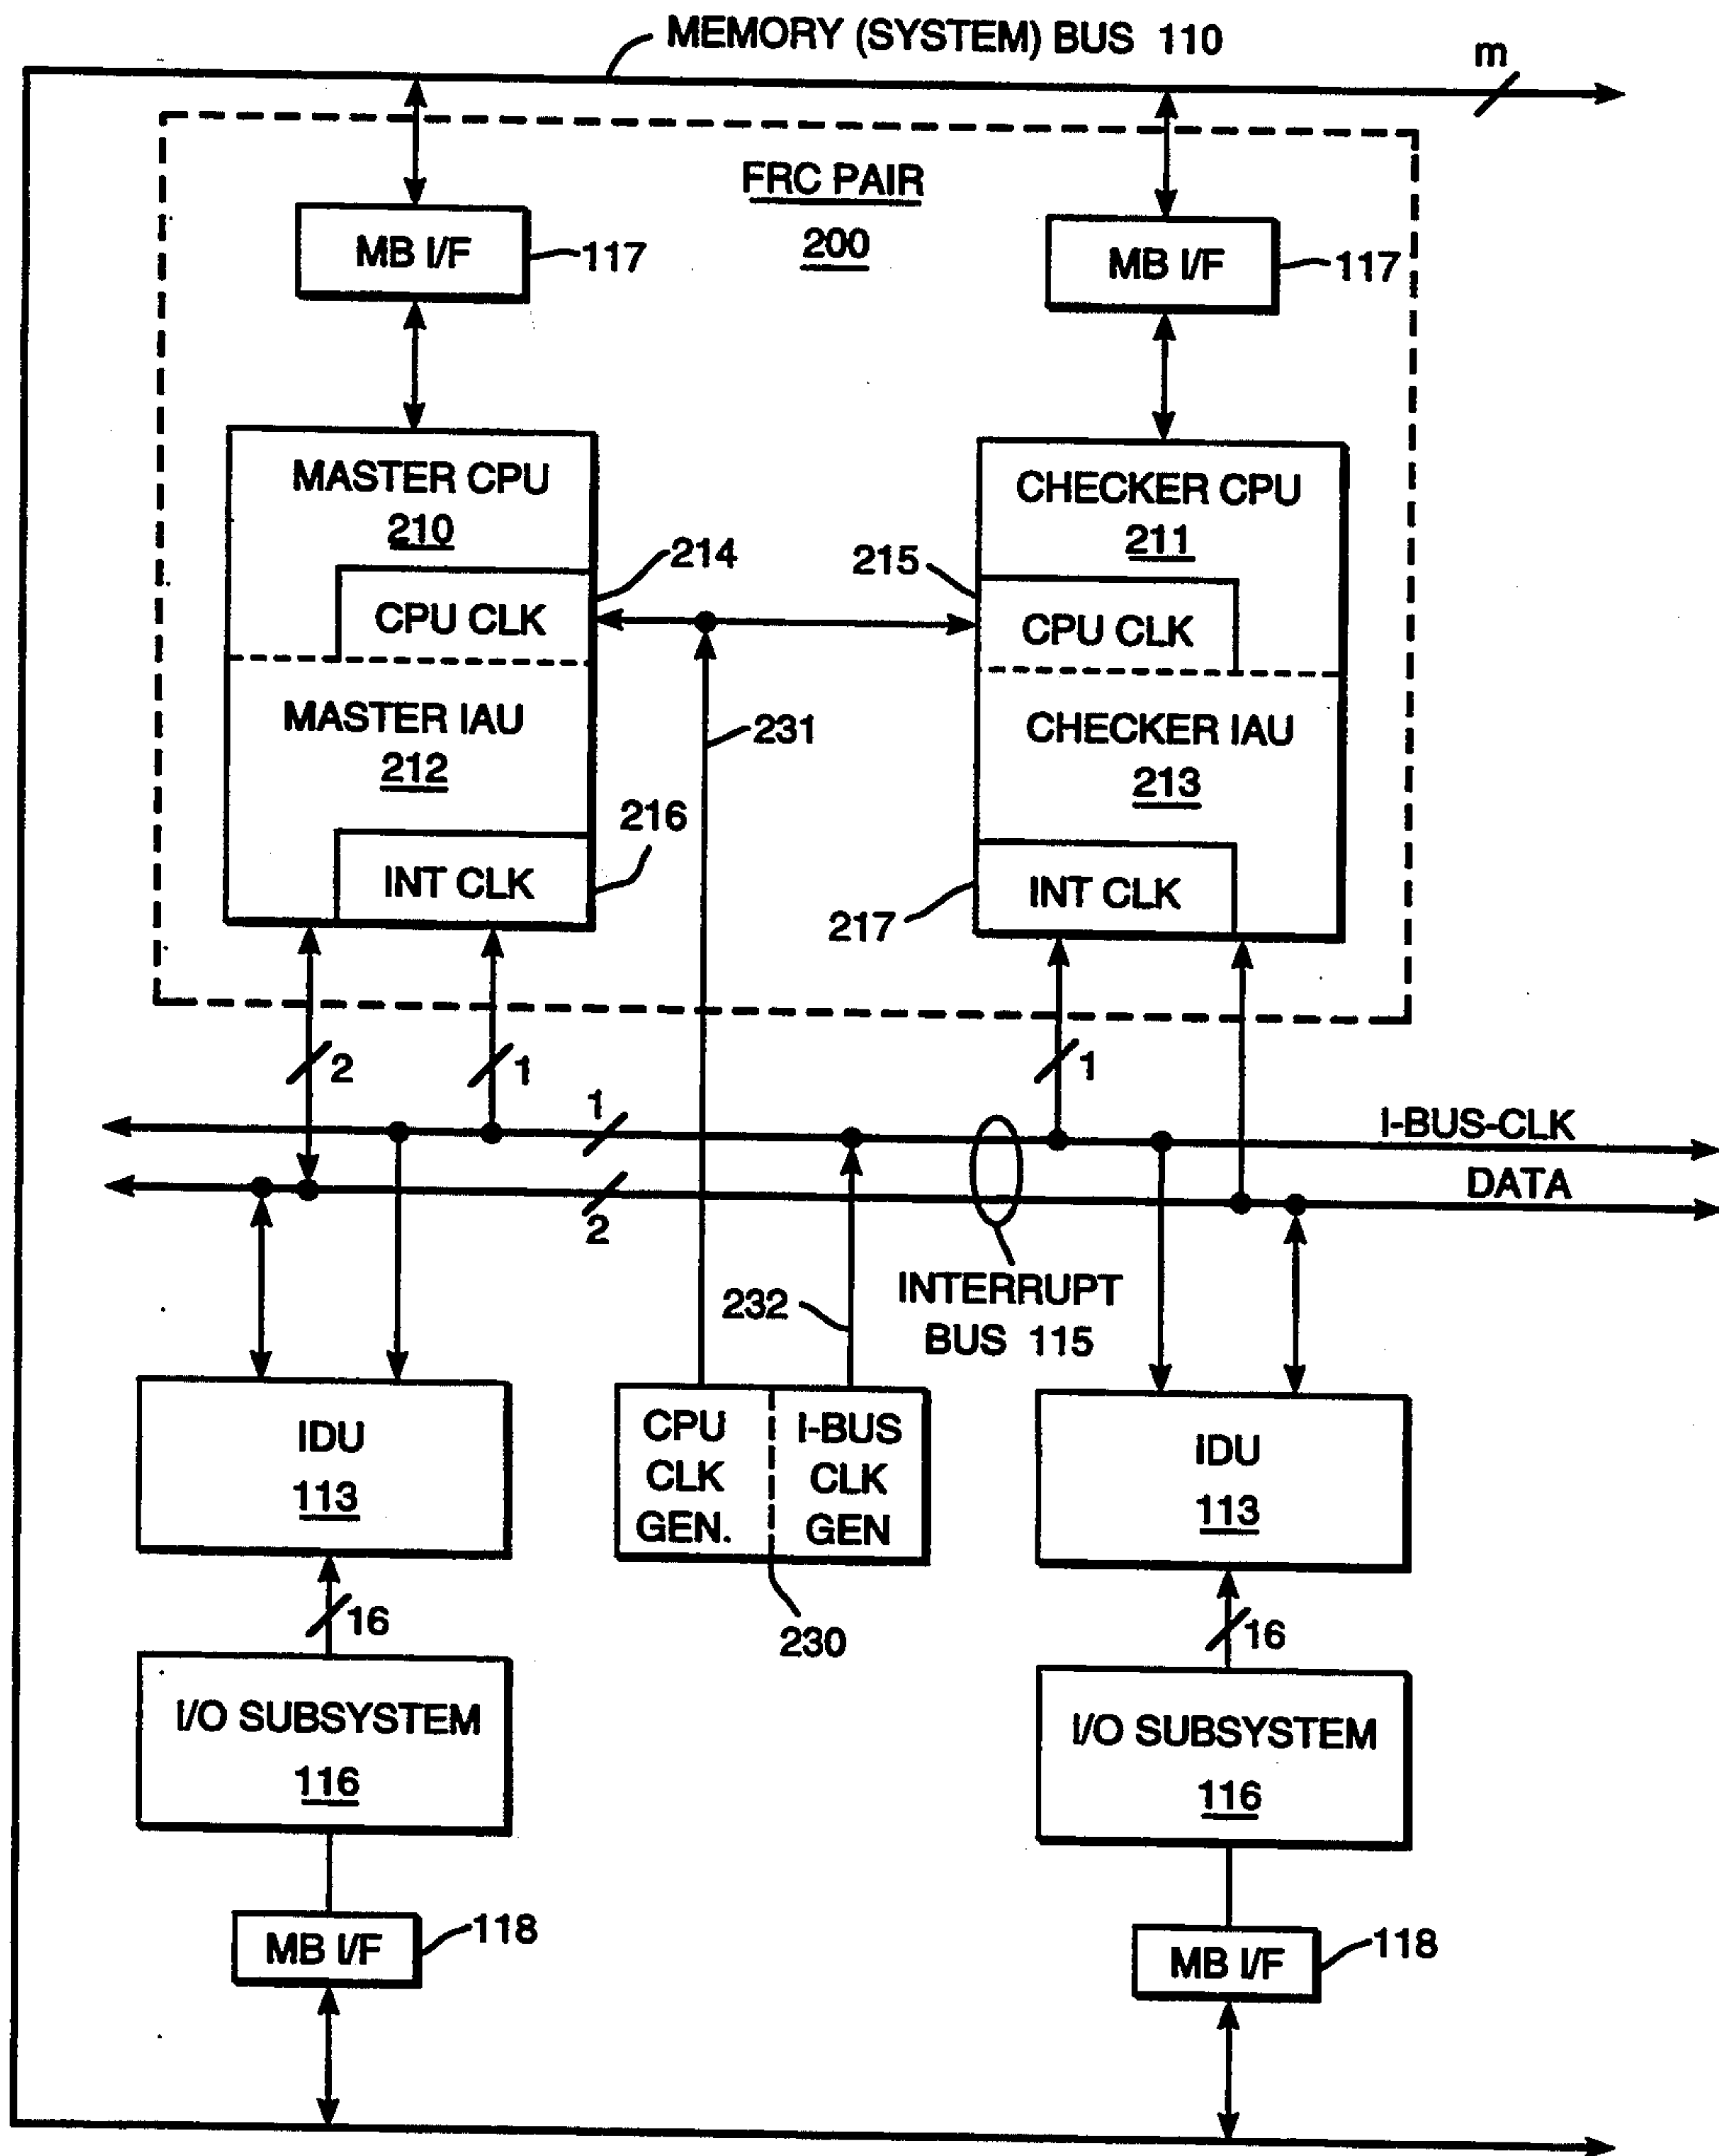 MEMORY (SYSTEM) BUS 110
m
FRC PAIR
200
MB I/F
117
MB I/F
117
MASTER CPU
210
CHECKER CPU
211
214
215
CPU CLK
CPU CLK
MASTER IAU
212
231
CHECKER IAU
213
216
INT CLK
217
INT CLK
2
1
1
1
I-BUS-CLK
2
DATA
232
INTERRUPT
BUS 115
IDU
113
CPU
CLK
GEN.
I-BUS
CLK
GEN
IDU
113
230
16
16
I/O SUBSYSTEM
116
I/O SUBSYSTEM
116
MB I/F
118
MB I/F
118